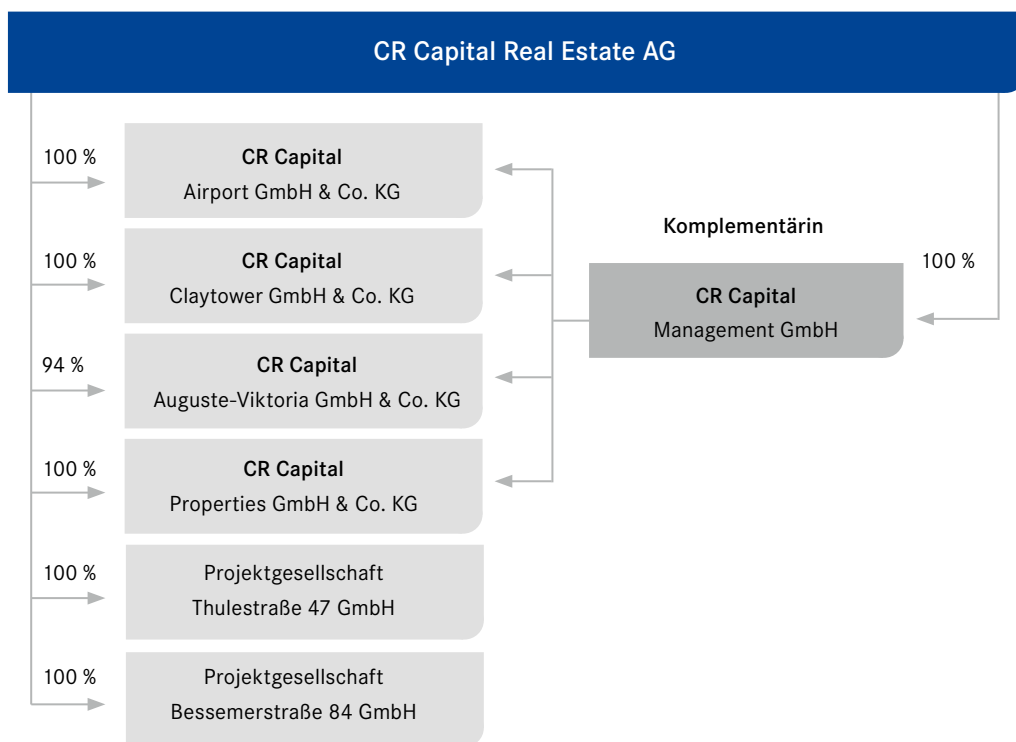 CR Capital Real Estate AG
100 %
CR Capital
Airport GmbH & Co. KG
100 %
CR Capital
Claytower GmbH & Co. KG
94 %
CR Capital
Auguste-Viktoria GmbH & Co. KG
100 %
CR Capital
Properties GmbH & Co. KG
100 %
Projektgesellschaft
Thulestraße 47 GmbH
100 %
Projektgesellschaft
Bessemerstraße 84 GmbH
Komplementärin
CR Capital
Management GmbH
100 %